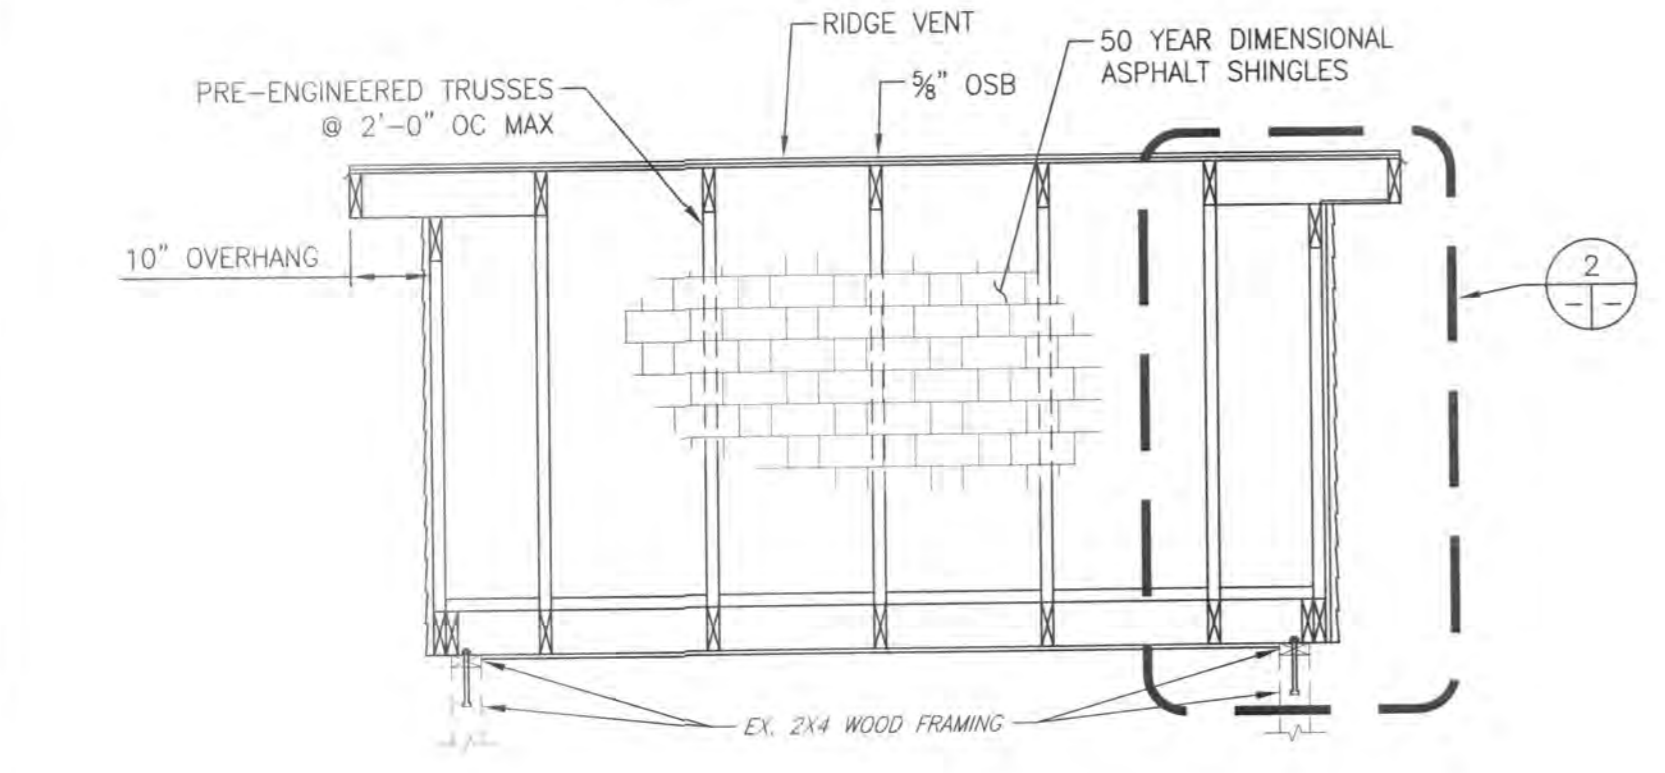 RIDGE VENT
50 YEAR DIMENSIONAL
ASPHALT SHINGLES
PRE-ENGINEERED TRUSSES
@ 2'-0" OC MAX
⅝" OSB
10" OVERHANG
2
EX. 2X4 WOOD FRAMING